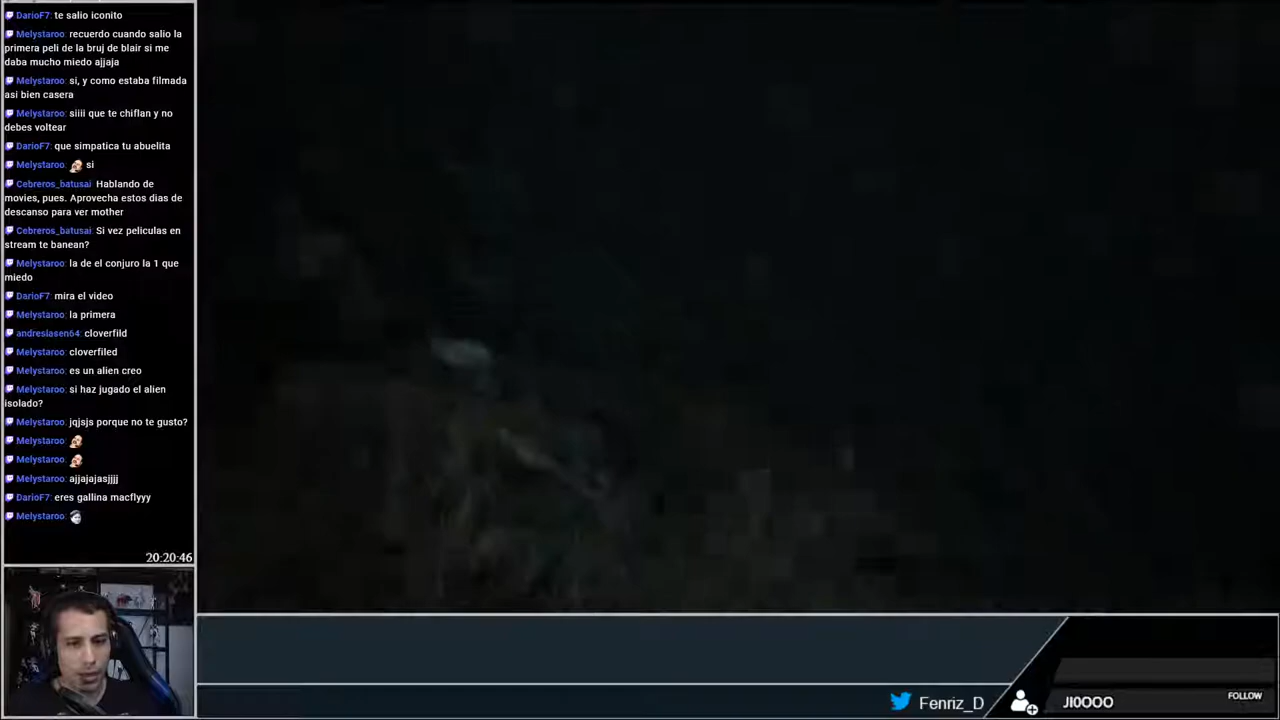 DarioF7: te salio iconito
Melystaroo: recuerdo cuando salio la
primera peli de la bruj de blair si me
daba mucho miedo ajjaja
Melystaroo: si, y como estaba filmada
asi bien casera
Melystaroo: siiii que te chiflan y no
debes voltear
DarioF7: que simpatica tu abuelita
Melystaroo: si
Cebreros_batusai: Hablando de
movies, pues. Aprovecha estos dias de
descanso para ver mother
Cebreros_batusai: Si vez peliculas en
stream te banean?
Melystaroo: la de el conjuro la 1 que
miedo
DarioF7: mira el video
Melystaroo: la primera
andreslasen64: cloverfild
Melystaroo: cloverfiled
Melystaroo: es un alien creo
Melystaroo: si haz jugado el alien
isolado?
Melystaroo: jqjsjs porque no te gusto?
Melystaroo:
Melystaroo:
Melystaroo: ajjajajasjjjj
DarioF7: eres gallina macflyyy
Melystaroo:
20:20:46
Fenriz_D
JI0OOO
FOLLOW